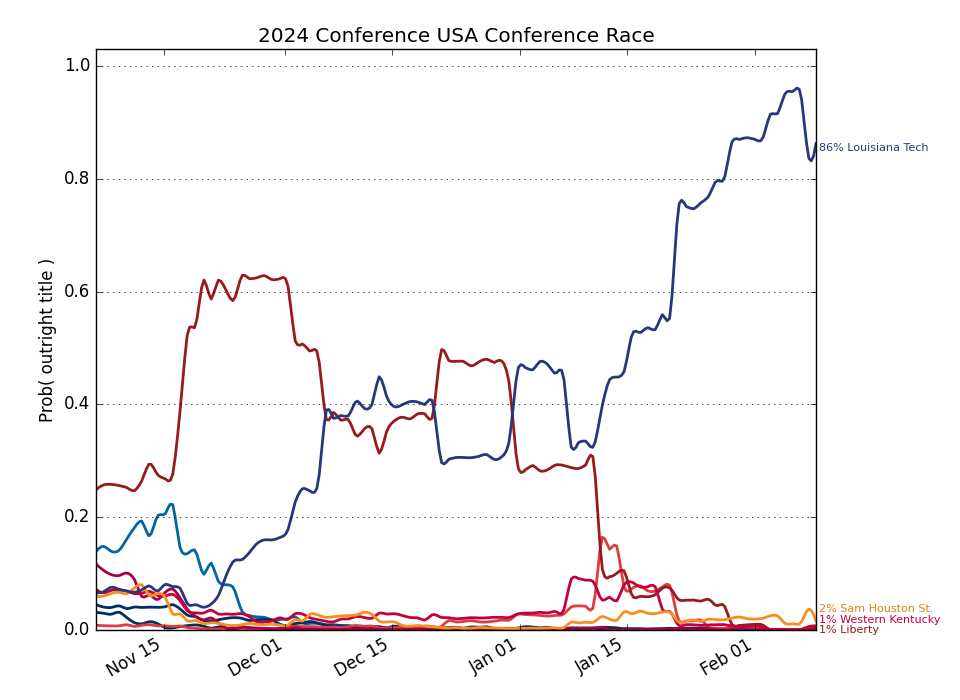 2024 Conference USA Conference Race
Prob( outright title )
1.0
0.8
0.6
0.4
0.2
0.0
86% Louisiana Tech
2% Sam Houston St.
1% Western Kentucky
1% Liberty
Nov 15
Dec 01
Dec 15
Jan 01
Jan 15
Feb 01